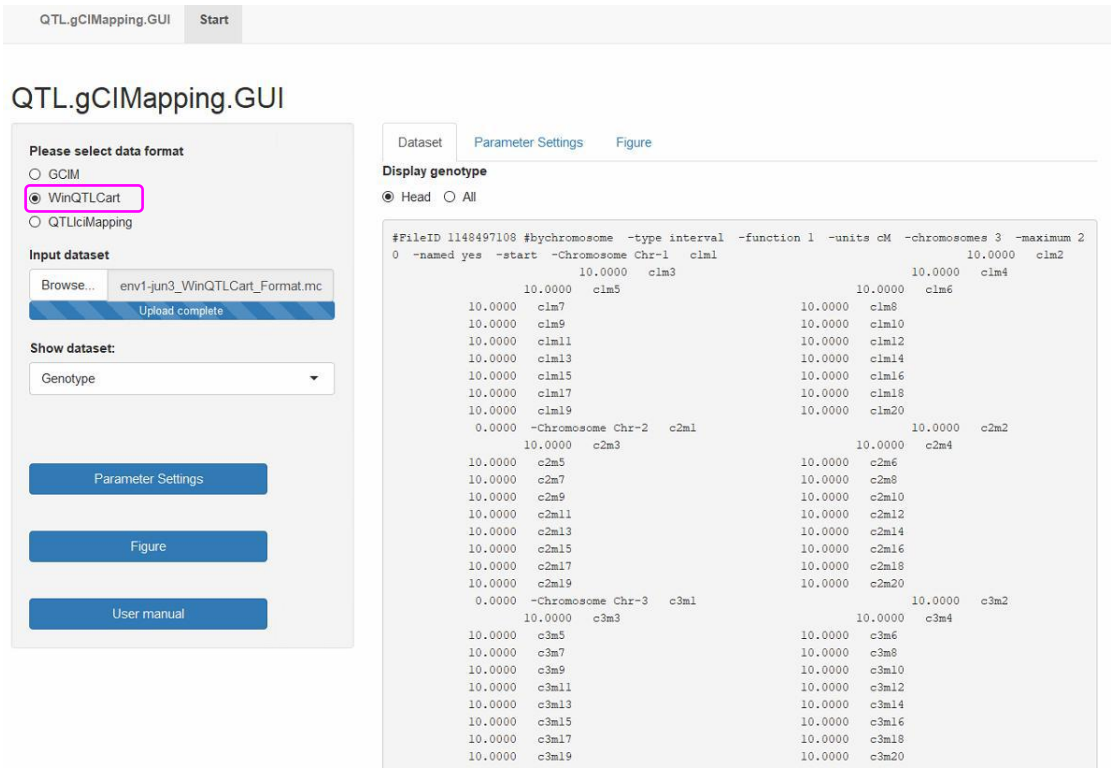 QTL.gCIMapping.GUI Start
QTL.gCIMapping.GUI
Please select data format
GCIM
WinQTLCart
QTLIciMapping
Input dataset
Browse... env1-jun3_WinQTLCart_Format.mc
Upload complete
Show dataset:
Genotype
Parameter Settings
Figure
User manual
Dataset Parameter Settings Figure
Display genotype
Head All
#FileID 1148497108 #bychromosome -type interval -function 1 -units cM -chromosomes 3 -maximum 2
0 -named yes -start -Chromosome Chr-1 c1m1 10.0000 c1m2
10.0000 c1m3 10.0000 c1m4
10.0000 c1m5 10.0000 c1m6
10.0000 c1m7 10.0000 c1m8
10.0000 c1m9 10.0000 c1m10
10.0000 c1m11 10.0000 c1m12
10.0000 c1m13 10.0000 c1m14
10.0000 c1m15 10.0000 c1m16
10.0000 c1m17 10.0000 c1m18
10.0000 c1m19 10.0000 c1m20
0.0000 -Chromosome Chr-2 c2m1 10.0000 c2m2
10.0000 c2m3 10.0000 c2m4
10.0000 c2m5 10.0000 c2m6
10.0000 c2m7 10.0000 c2m8
10.0000 c2m9 10.0000 c2m10
10.0000 c2m11 10.0000 c2m12
10.0000 c2m13 10.0000 c2m14
10.0000 c2m15 10.0000 c2m16
10.0000 c2m17 10.0000 c2m18
10.0000 c2m19 10.0000 c2m20
0.0000 -Chromosome Chr-3 c3m1 10.0000 c3m2
10.0000 c3m3 10.0000 c3m4
10.0000 c3m5 10.0000 c3m6
10.0000 c3m7 10.0000 c3m8
10.0000 c3m9 10.0000 c3m10
10.0000 c3m11 10.0000 c3m12
10.0000 c3m13 10.0000 c3m14
10.0000 c3m15 10.0000 c3m16
10.0000 c3m17 10.0000 c3m18
10.0000 c3m19 10.0000 c3m20